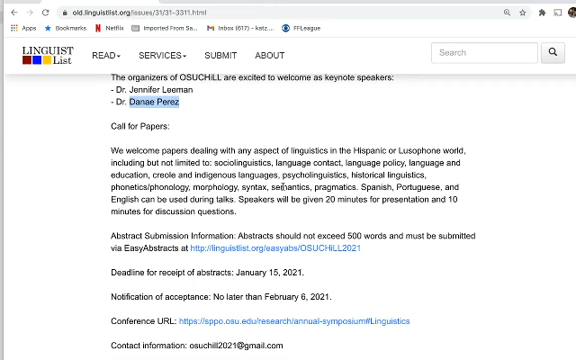 old.linguistlist.org/issues/31/31-3311.html
Apps
Bookmarks
Netflix
Imported From Sa...
Inbox (617) - katz...
FFLeague
LINGUIST
List
READ
SERVICES
SUBMIT
ABOUT
Search
The organizers of OSUCHiLL are excited to welcome as keynote speakers:
- Dr. Jennifer Leeman
- Dr. Danae Perez
Call for Papers:
We welcome papers dealing with any aspect of linguistics in the Hispanic or Lusophone world,
including but not limited to: sociolinguistics, language contact, language policy, language and
education, creole and indigenous languages, psycholinguistics, historical linguistics,
phonetics/phonology, morphology, syntax, semantics, pragmatics. Spanish, Portuguese, and
English can be used during talks. Speakers will be given 20 minutes for presentation and 10
minutes for discussion questions.
Abstract Submission Information: Abstracts should not exceed 500 words and must be submitted
via EasyAbstracts at http://linguistlist.org/easyabs/OSUCHiLL2021
Deadline for receipt of abstracts: January 15, 2021.
Notification of acceptance: No later than February 6, 2021.
Conference URL: https://sppo.osu.edu/research/annual-symposium#Linguistics
Contact information: osuchill2021@gmail.com